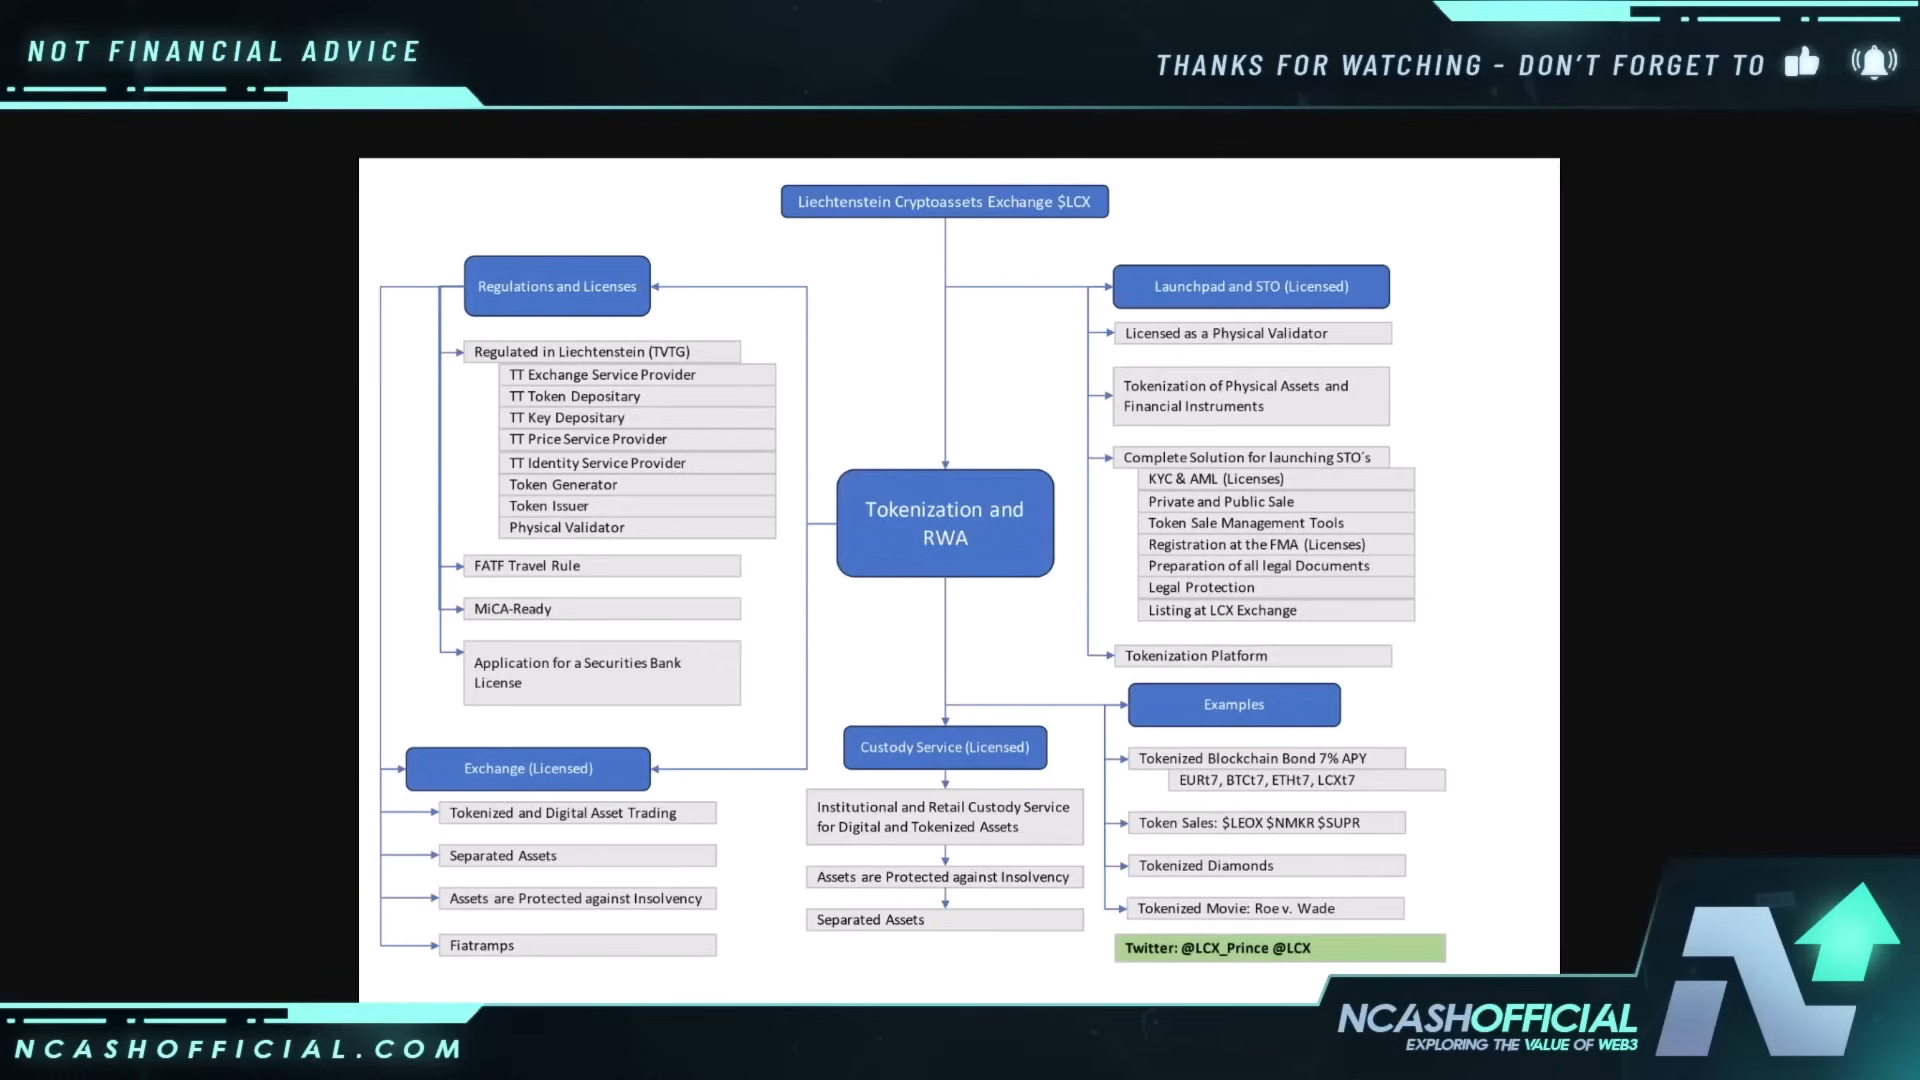 NOT FINANCIAL ADVICE
THANKS FOR WATCHING - DON'T FORGET TO
Liechtenstein Cryptoassets Exchange $LCX
Regulations and Licenses
Regulated in Liechtenstein (TVTG)
TT Exchange Service Provider
TT Token Depositary
TT Key Depositary
TT Price Service Provider
TT Identity Service Provider
Token Generator
Token Issuer
Physical Validator
FATF Travel Rule
MiCA-Ready
Application for a Securities Bank
License
Exchange (Licensed)
Tokenized and Digital Asset Trading
Separated Assets
Assets are Protected against Insolvency
Fiatramps
Tokenization and
RWA
Custody Service (Licensed)
Institutional and Retail Custody Service
for Digital and Tokenized Assets
Assets are Protected against Insolvency
Separated Assets
Launchpad and STO (Licensed)
Licensed as a Physical Validator
Tokenization of Physical Assets and
Financial Instruments
Complete Solution for launching STO´s
KYC & AML (Licenses)
Private and Public Sale
Token Sale Management Tools
Registration at the FMA (Licenses)
Preparation of all legal Documents
Legal Protection
Listing at LCX Exchange
Tokenization Platform
Examples
Tokenized Blockchain Bond 7% APY
EURt7, BTCt7, ETHt7, LCXt7
Token Sales: $LEOX $NMKR $SUPR
Tokenized Diamonds
Tokenized Movie: Roe v. Wade
Twitter: @LCX_Prince @LCX
NCASHOFFICIAL.COM
NCASHOFFICIAL
EXPLORING THE VALUE OF WEB3